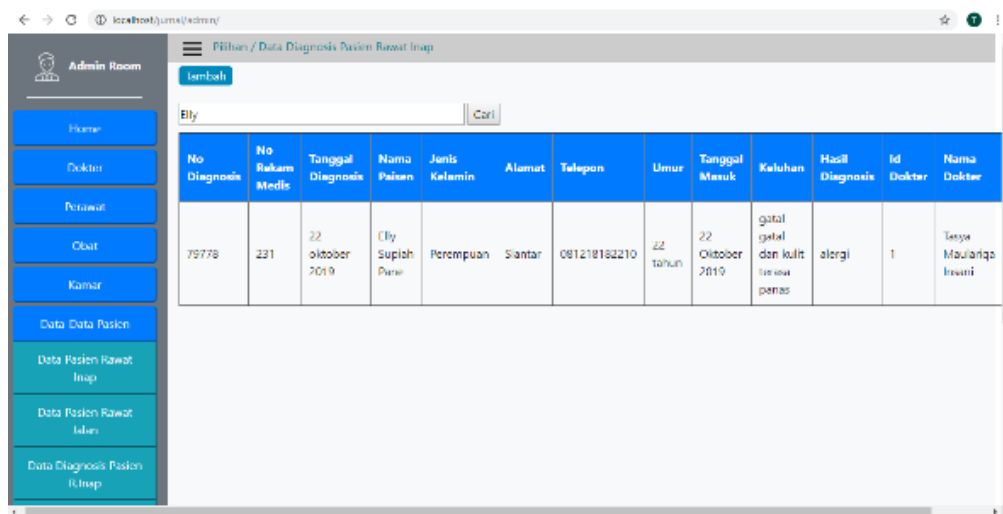 localhost/jurnal/admin/
T
Admin Room
Pilihan / Data Diagnosis Pasien Rawat Inap
Tambah
Elly
Cari
Home
Dokter
Perawat
Obat
Kamar
Data Data Pasien
Data Pasien Rawat
Inap
Data Pasien Rawat
Jalan
Data Diagnosis Pasien
R.Inap
No
Diagnosis
No
Rekam
Medis
Tanggal
Diagnosis
Nama
Paisen
Jenis
Kelamin
Alamat
Telepon
Umur
Tanggal
Masuk
Keluhan
Hasil
Diagnosis
Id
Dokter
Nama
Dokter
79778
231
22
oktober
2019
Elly
Supiah
Pane
Perempuan
Siantar
081218182210
22
tahun
22
Oktober
2019
gatal
gatal
dan kulit
terasa
panas
alergi
1
Tasya
Maulariqa
Insani